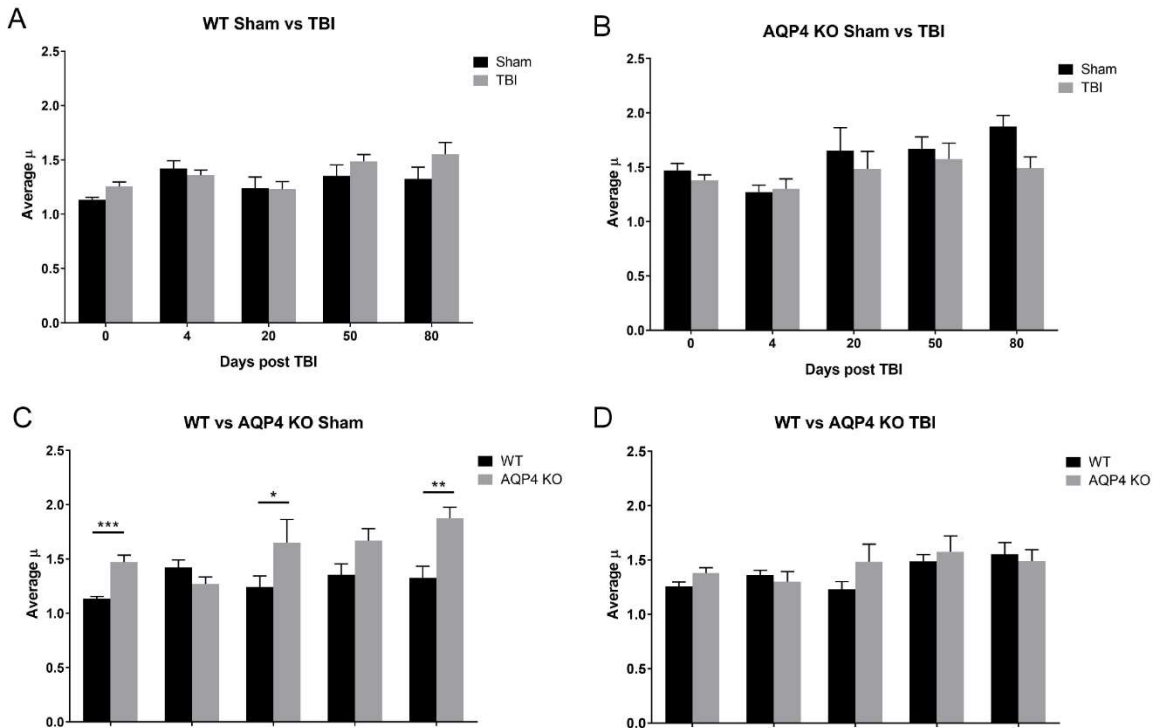 A
WT Sham vs TBI
Sham
TBI
2.5
2.0
1.5
1.0
0.5
0.0
Average μ
0 4 20 50 80
Days post TBI
B
AQP4 KO Sham vs TBI
Sham
TBI
2.5
2.0
1.5
1.0
0.5
0.0
Average μ
0 4 20 50 80
Days post TBI
C
WT vs AQP4 KO Sham
WT
AQP4 KO
2.5
2.0
1.5
1.0
0.5
0.0
Average μ
*** * **
D
WT vs AQP4 KO TBI
WT
AQP4 KO
2.5
2.0
1.5
1.0
0.5
0.0
Average μ